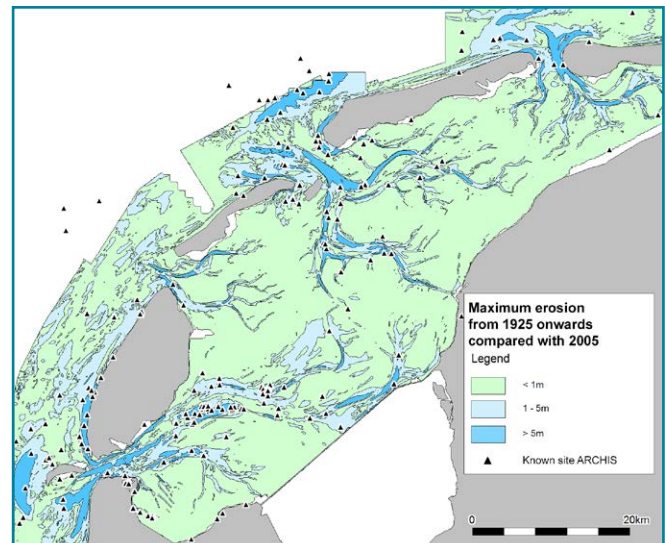 Maximum erosion
from 1925 onwards
compared with 2005
Legend
< 1m
1 - 5m
> 5m
Known site ARCHIS
0 20km